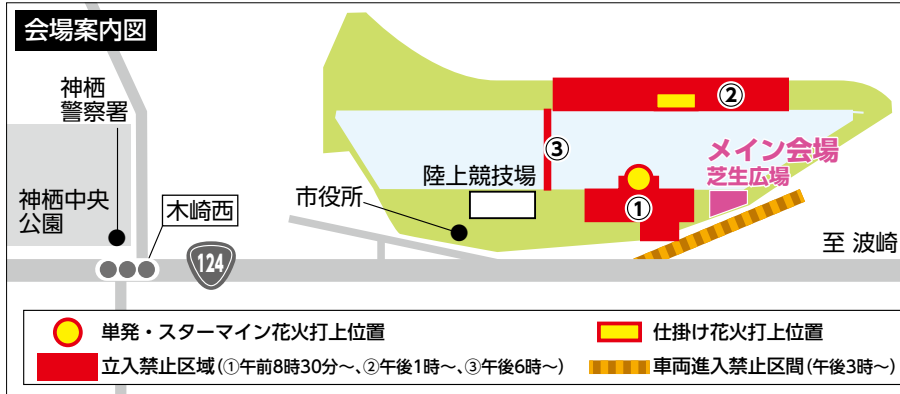 会場案内図
神栖
警察署
神栖中央
公園
木崎西
124
市役所
陸上競技場
②
③
①
メイン会場
芝生広場
至 波崎
単発・スターマイン花火打上位置
仕掛け花火打上位置
立入禁止区域(①午前8時30分～、②午後1時～、③午後6時～)
車両進入禁止区間(午後3時～)